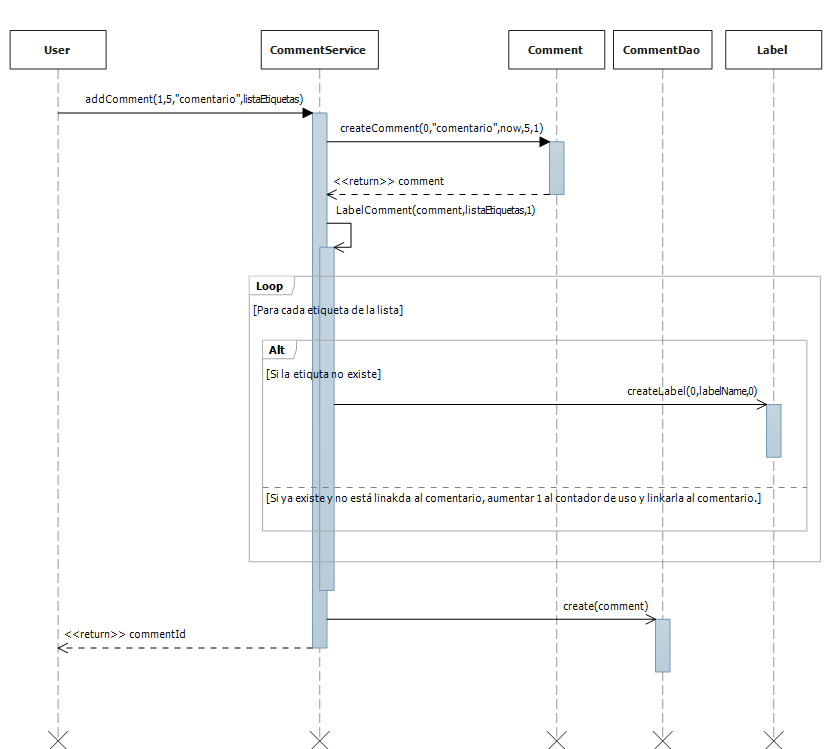 User
CommentService
Comment
CommentDao
Label
addComment(1,5,"comentario",listaEtiquetas)
createComment(0,"comentario",now,5,1)
<<return>> comment
LabelComment(comment,listaEtiquetas,1)
Loop
[Para cada etiqueta de la lista]
Alt
[Si la etiquta no existe]
createLabel(0,labelName,0)
[Si ya existe y no está linakda al comentario, aumentar 1 al contador de uso y linkarla al comentario.]
create(comment)
<<return>> commentId